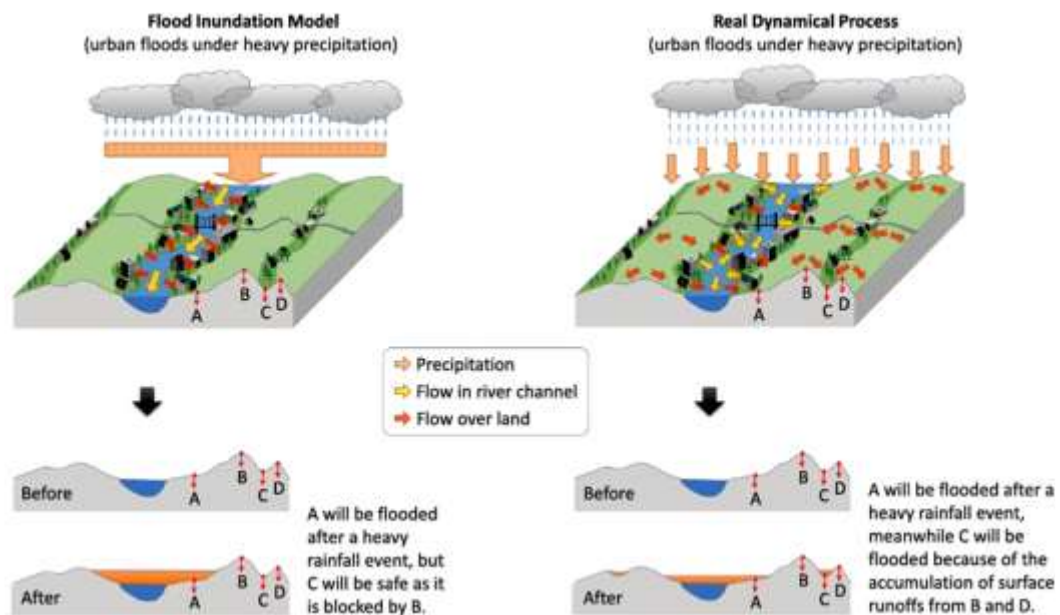 Flood Inundation Model
(urban floods under heavy precipitation)
Real Dynamical Process
(urban floods under heavy precipitation)
A
B
C
D
A
B
C
D
Precipitation
Flow in river channel
Flow over land
Before
A
B
C
D
After
A
B
C
D
A will be flooded
after a heavy
rainfall event, but
C will be safe as it
is blocked by B.
Before
A
B
C
D
After
A
B
C
D
A will be flooded after a
heavy rainfall event,
meanwhile C will be
flooded because of the
accumulation of surface
runoffs from B and D.